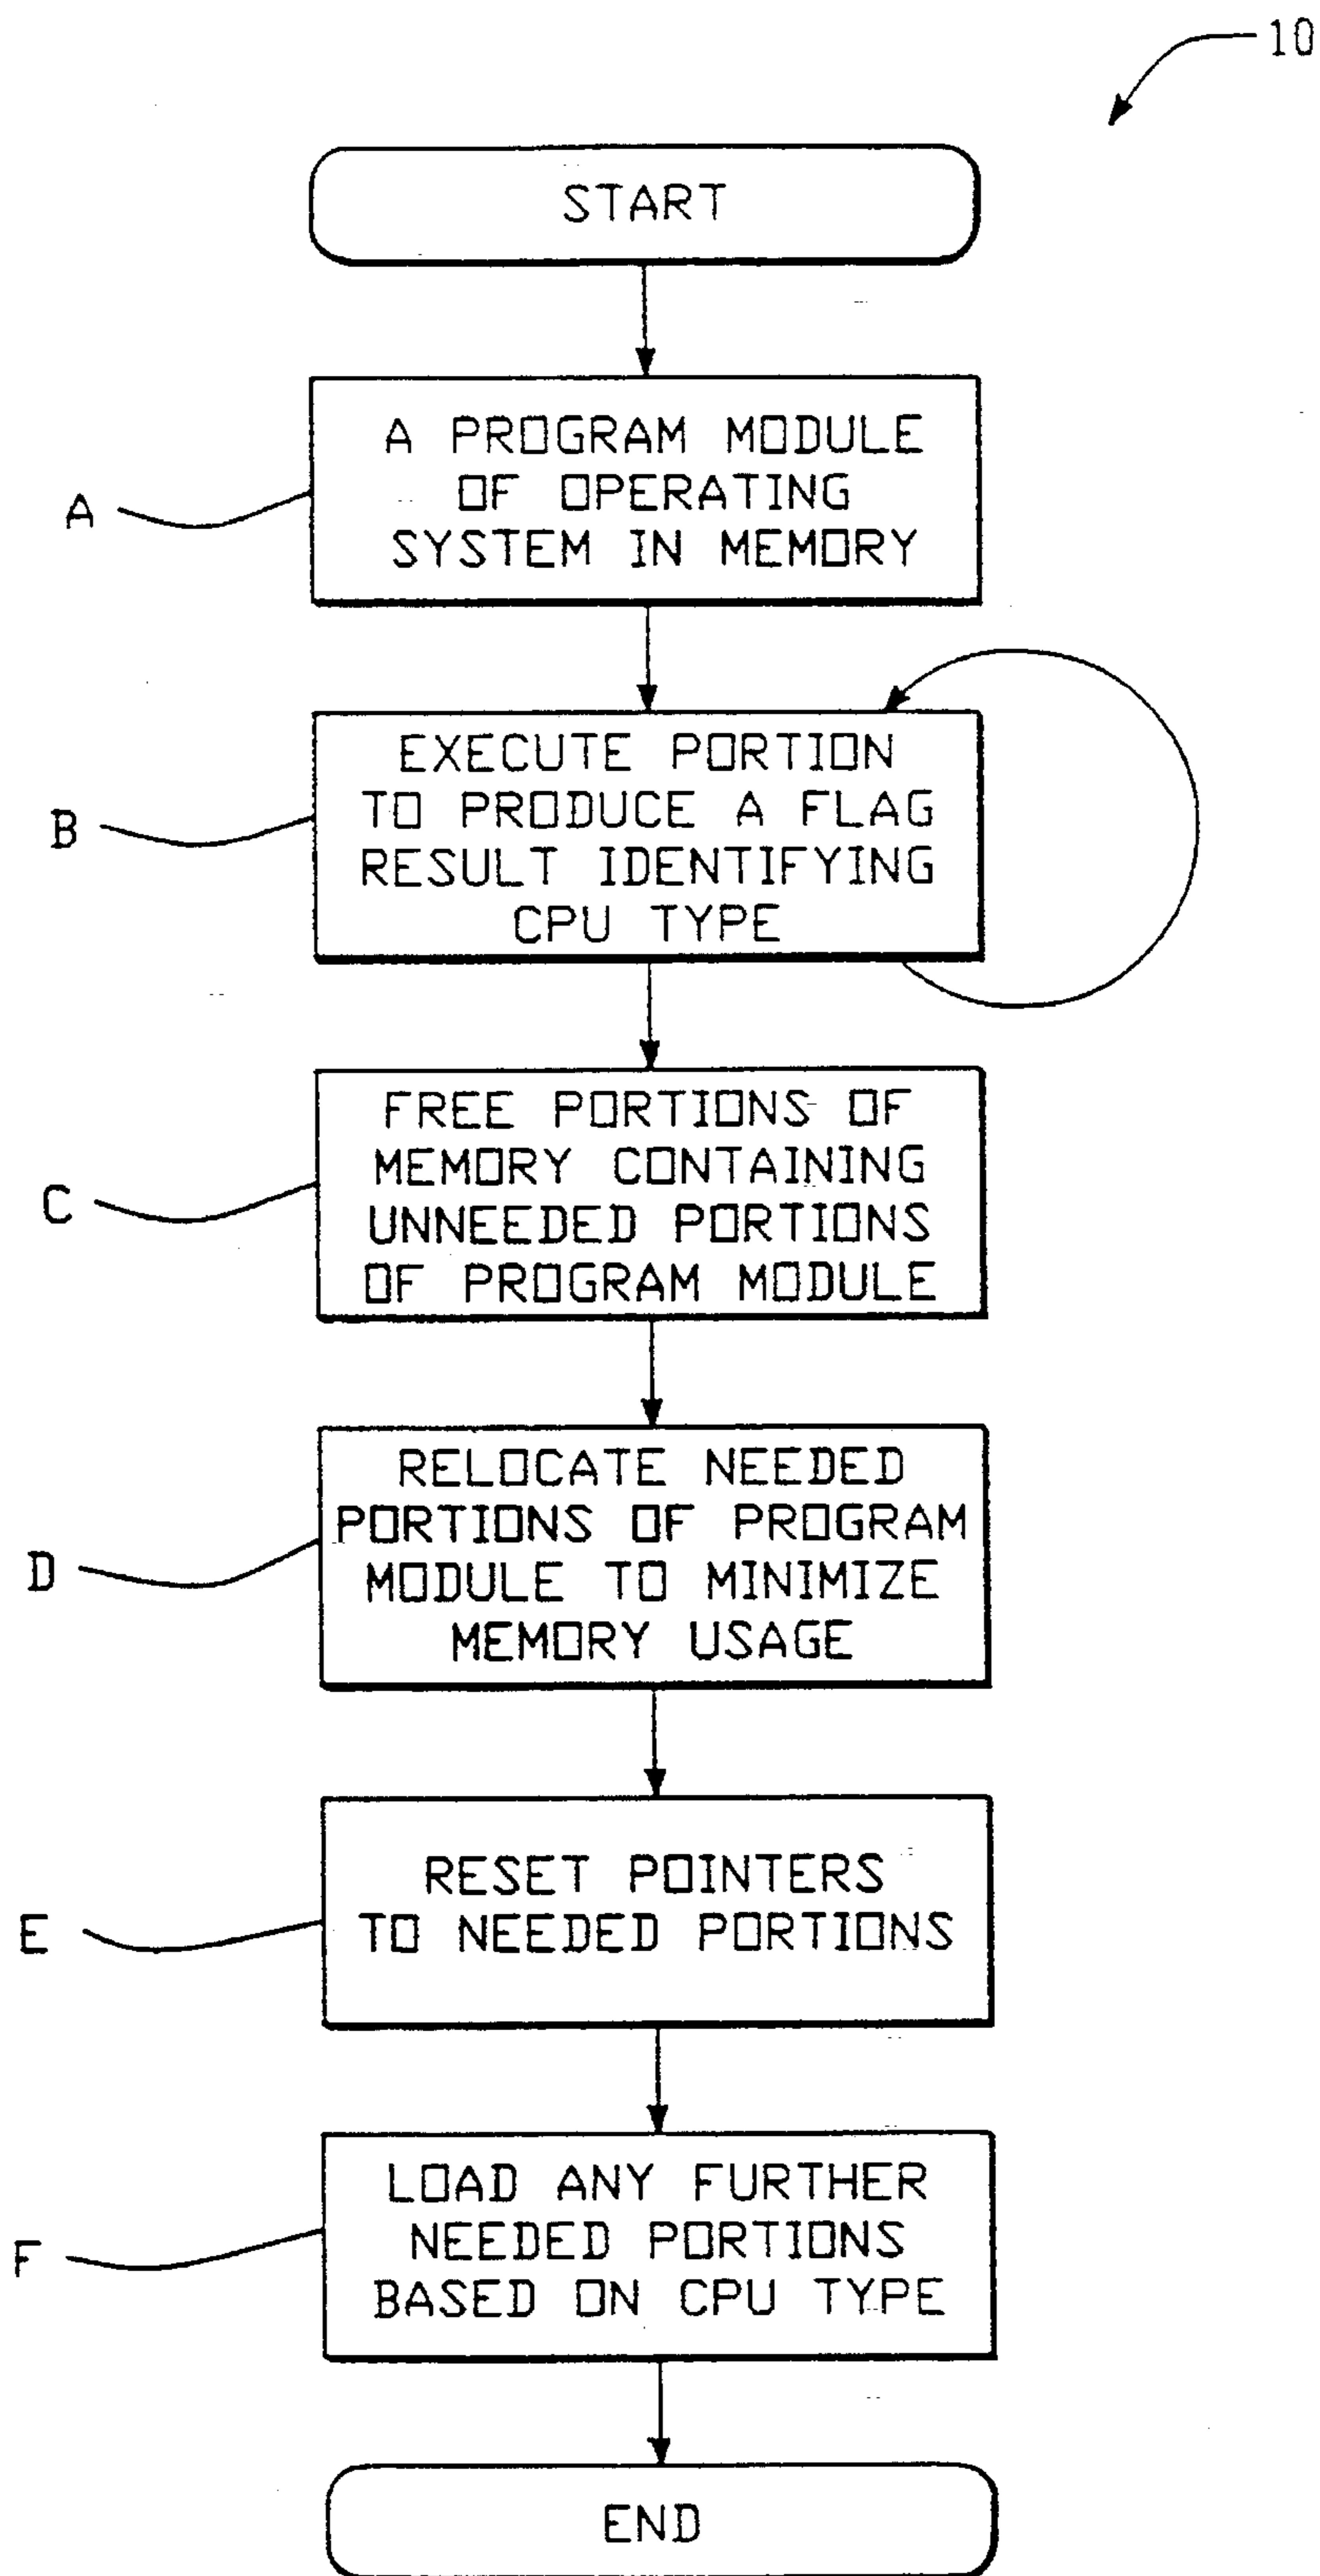 10
START
A PROGRAM MODULE
OF OPERATING
SYSTEM IN MEMORY
A
EXECUTE PORTION
TO PRODUCE A FLAG
RESULT IDENTIFYING
CPU TYPE
B
FREE PORTIONS OF
MEMORY CONTAINING
UNNEEDED PORTIONS
OF PROGRAM MODULE
C
RELOCATE NEEDED
PORTIONS OF PROGRAM
MODULE TO MINIMIZE
MEMORY USAGE
D
RESET POINTERS
TO NEEDED PORTIONS
E
LOAD ANY FURTHER
NEEDED PORTIONS
BASED ON CPU TYPE
F
END